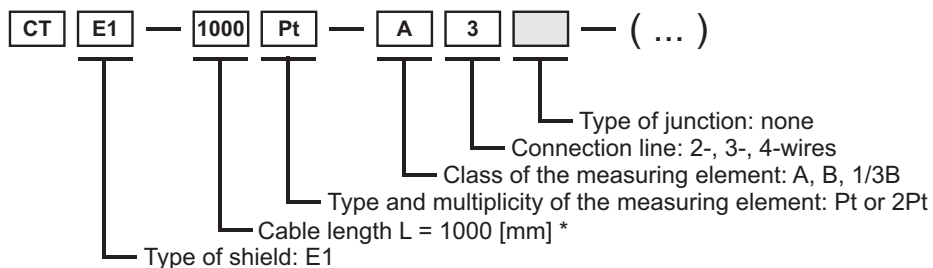 CT E1 — 1000 Pt — A 3 — ( ... )
Type of junction: none
Connection line: 2-, 3-, 4-wires
Class of the measuring element: A, B, 1/3B
Type and multiplicity of the measuring element: Pt or 2Pt
Cable length L = 1000 [mm] *
Type of shield: E1